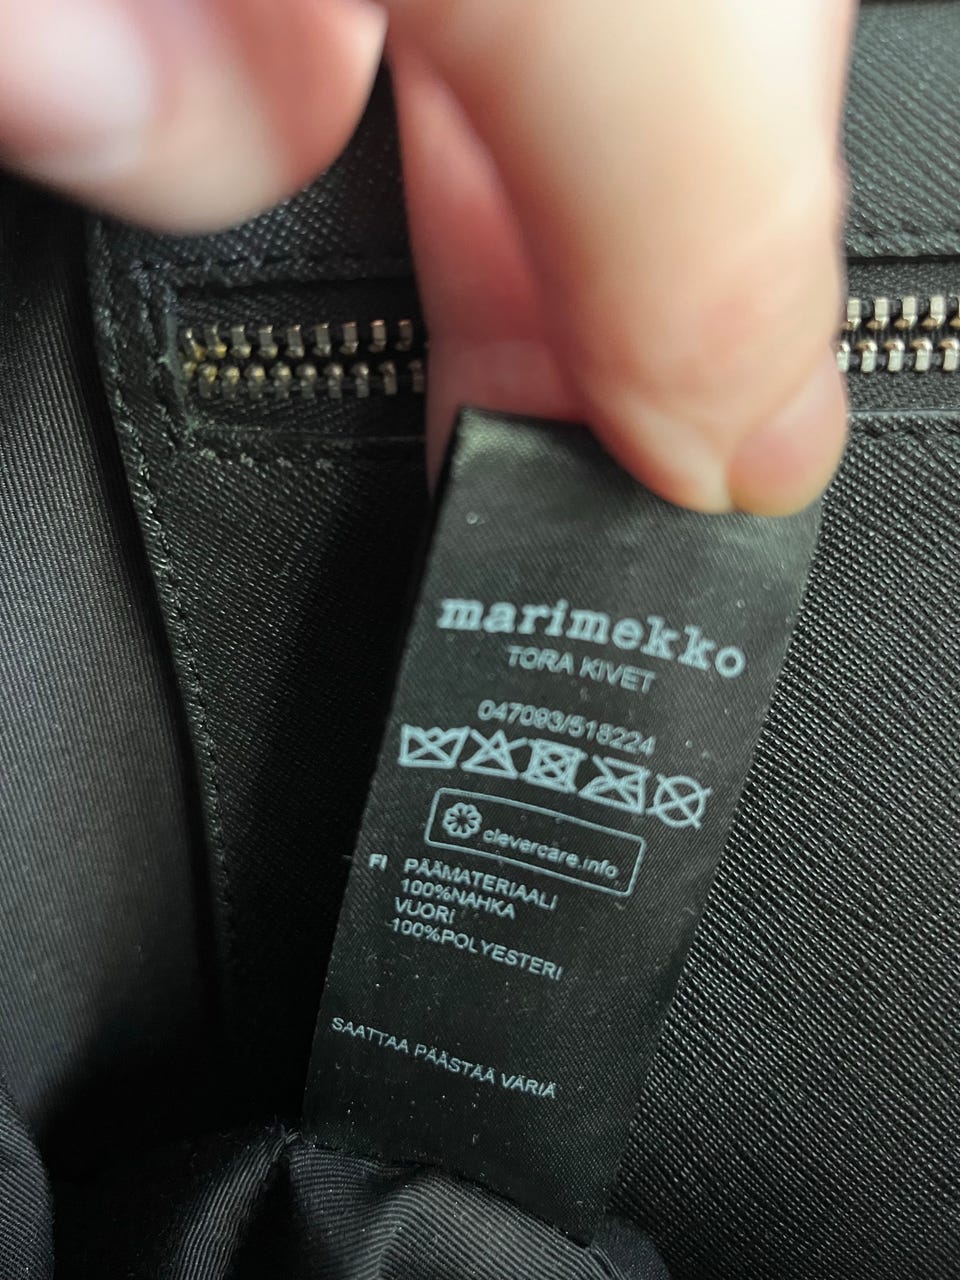 marimekko
TORA KIVET
047093/518224
clevercare.info
FI PÄÄMATERIAALI
100%NAHKA
VUORI
100%POLYESTERI
SAATTAA PÄÄSTÄÄ VÄRIÄ